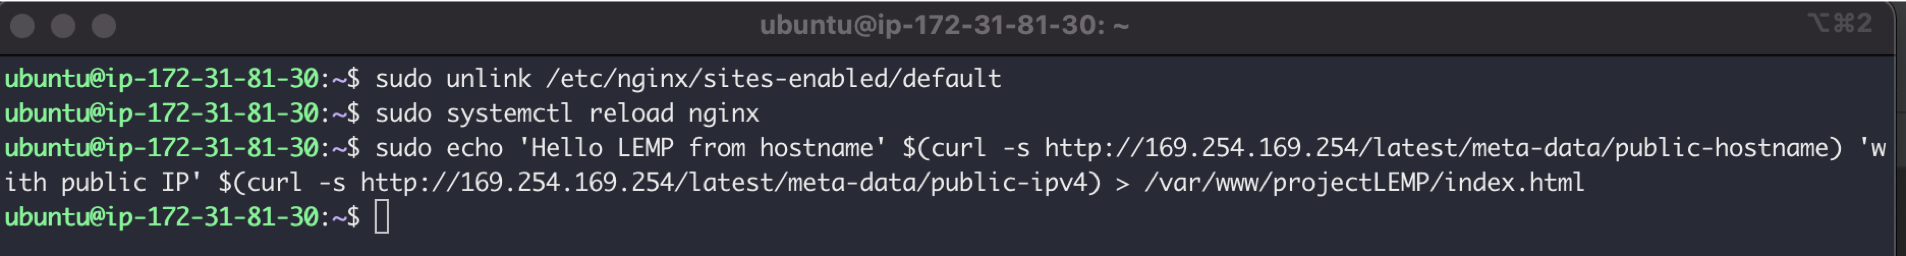 ubuntu@ip-172-31-81-30: ~
⌥⌘2
ubuntu@ip-172-31-81-30:~$ sudo unlink /etc/nginx/sites-enabled/default
ubuntu@ip-172-31-81-30:~$ sudo systemctl reload nginx
ubuntu@ip-172-31-81-30:~$ sudo echo 'Hello LEMP from hostname' $(curl -s http://169.254.169.254/latest/meta-data/public-hostname) 'w
ith public IP' $(curl -s http://169.254.169.254/latest/meta-data/public-ipv4) > /var/www/projectLEMP/index.html
ubuntu@ip-172-31-81-30:~$